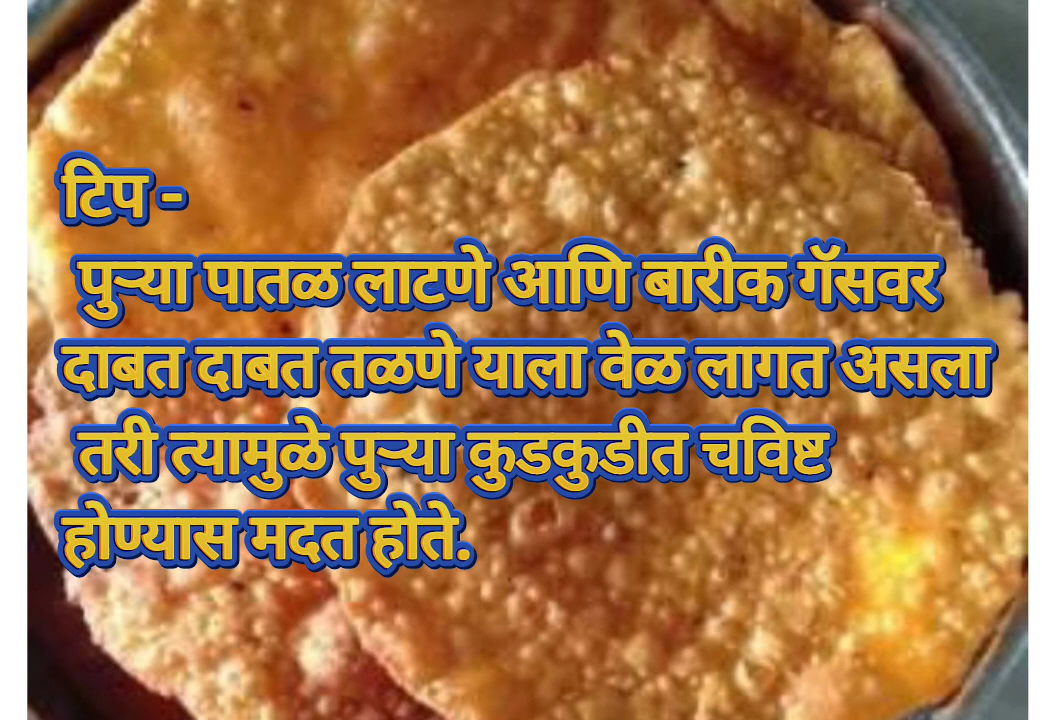 टिप -
पुऱ्या पातळ लाटणे आणि बारीक गॅसवर
दाबत दाबत तळणे याला वेळ लागत असला
तरी त्यामुळे पुऱ्या कुडकुडीत चविष्ट
होण्यास मदत होते.